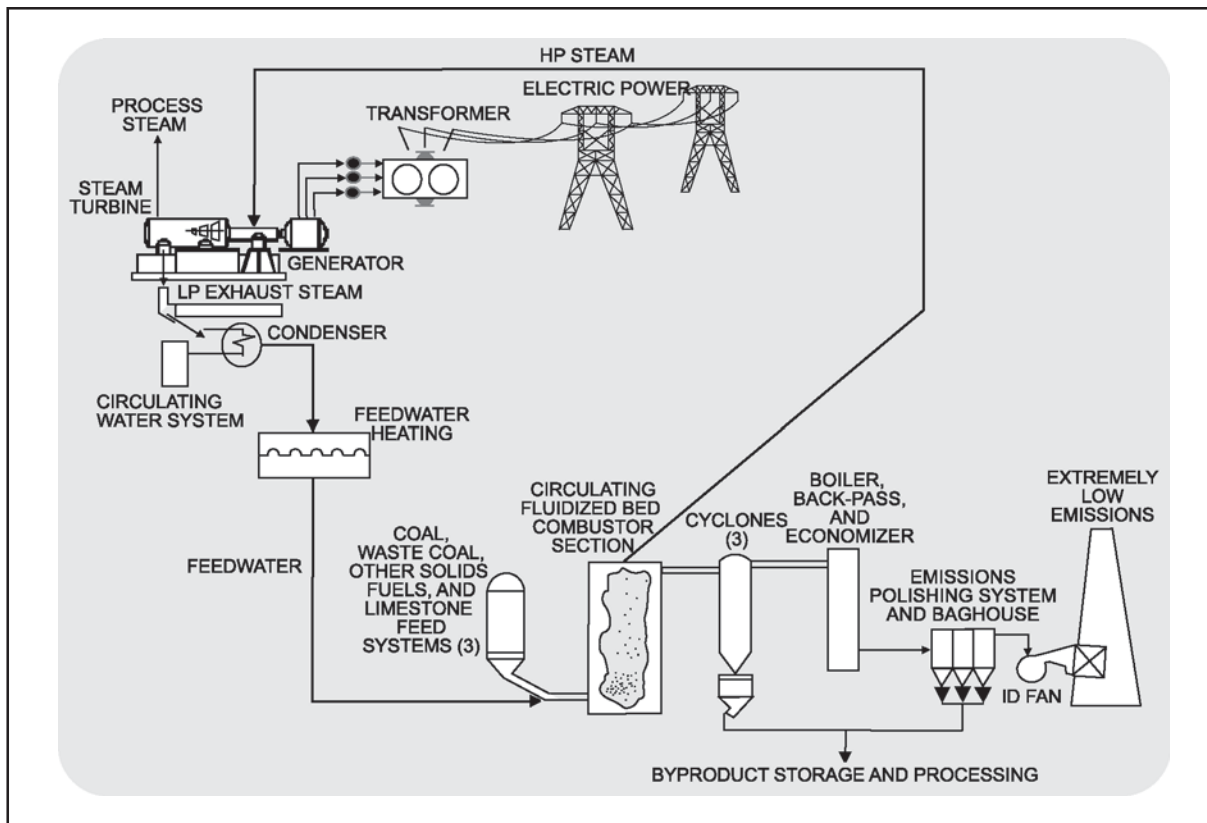 HP STEAM
ELECTRIC POWER
PROCESS
STEAM
TRANSFORMER
STEAM
TURBINE
GENERATOR
LP EXHAUST STEAM
CONDENSER
CIRCULATING
WATER SYSTEM
FEEDWATER
HEATING
FEEDWATER
COAL,
WASTE COAL,
OTHER SOLIDS
FUELS, AND
LIMESTONE
FEED
SYSTEMS (3)
CIRCULATING
FLUIDIZED BED
COMBUSTOR
SECTION
CYCLONES
(3)
BOILER,
BACK-PASS,
AND
ECONOMIZER
EMISSIONS
POLISHING SYSTEM
AND BAGHOUSE
EXTREMELY
LOW
EMISSIONS
ID FAN
BYPRODUCT STORAGE AND PROCESSING